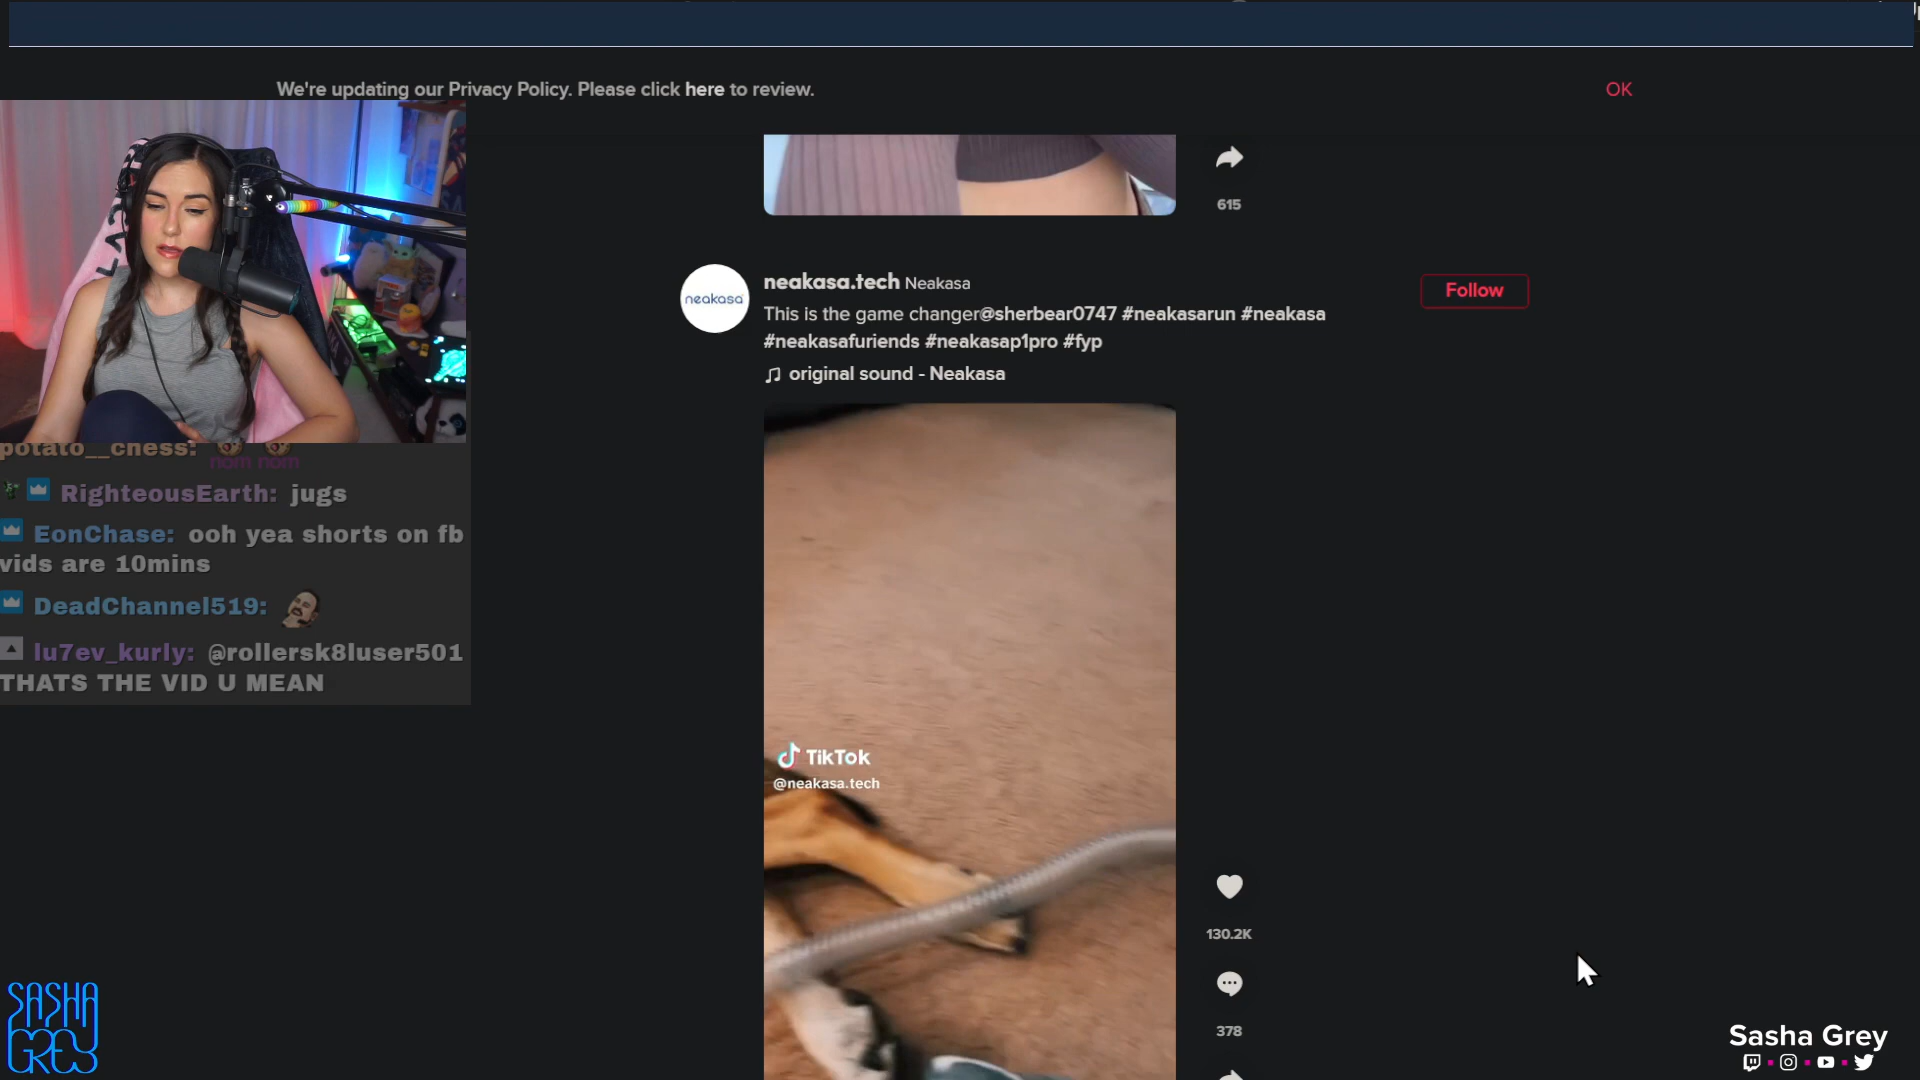 We're updating our Privacy Policy. Please click here to review.
OK
615
neakasa
neakasa.tech Neakasa
Follow
This is the game changer@sherbear0747 #neakasarun #neakasa
#neakasafuriends #neakasap1pro #fyp
original sound - Neakasa
potato__chess:
nom nom
RighteousEarth: jugs
EonChase: ooh yea shorts on fb
vids are 10mins
DeadChannel519:
lu7ev_kurly: @rollersk8luser501
THATS THE VID U MEAN
TikTok
@neakasa.tech
130.2K
378
SASHA
GREY
Sasha Grey